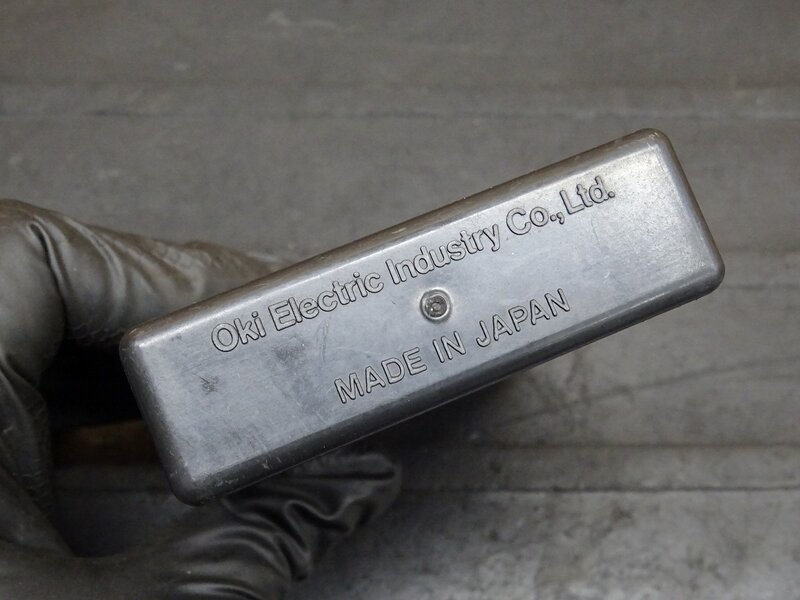 Oki Electric Industry Co.,Ltd.
MADE IN JAPAN